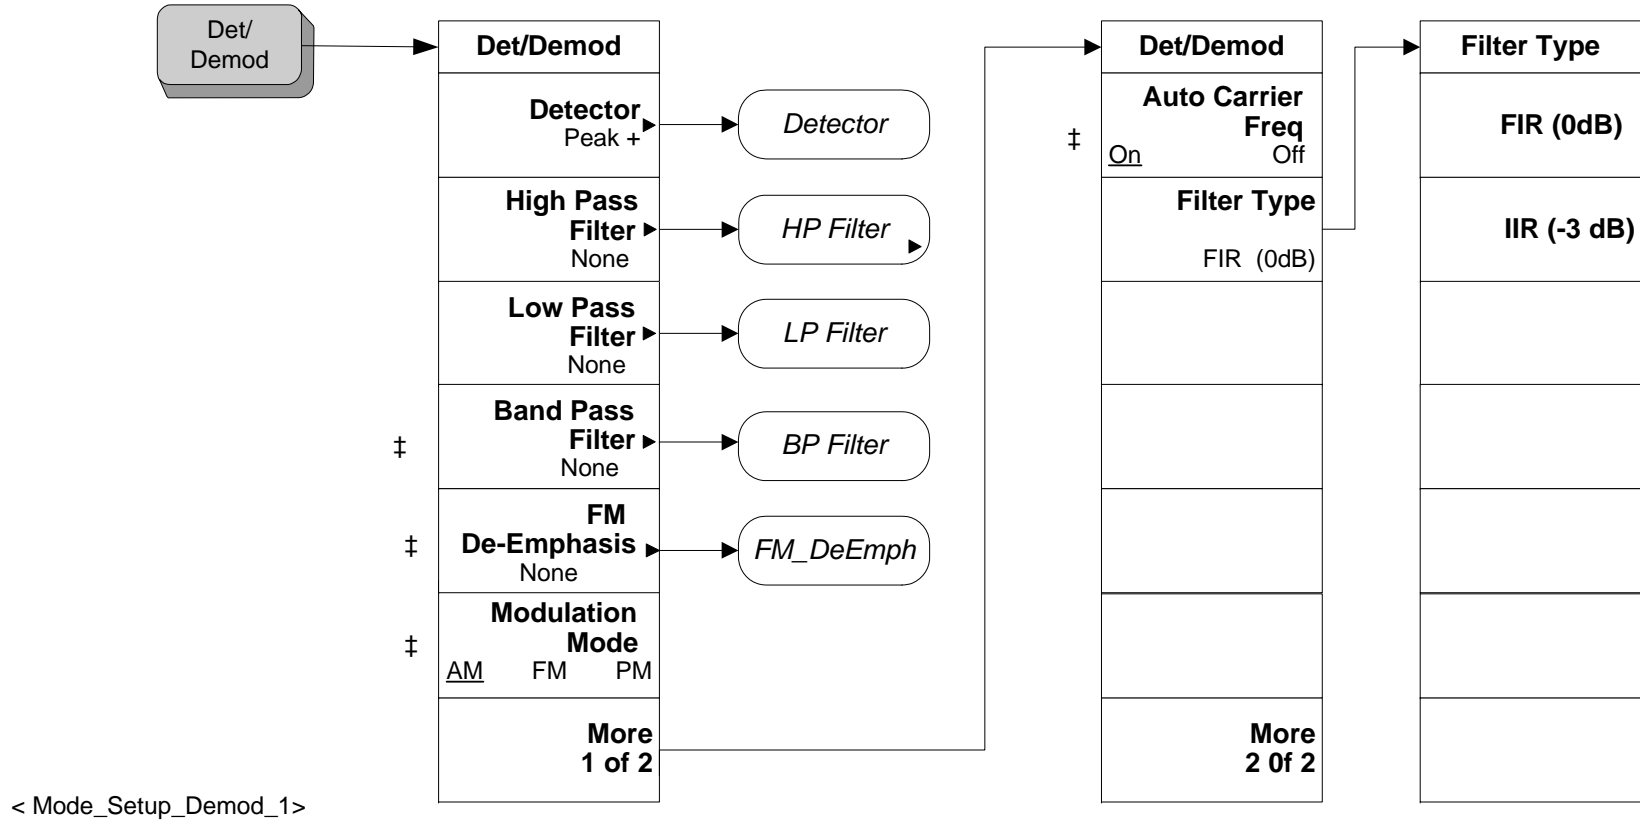 Det/
Demod
Det/Demod
Detector
Peak +
Detector
High Pass
Filter
None
HP Filter
Low Pass
Filter
None
LP Filter
‡
Band Pass
Filter
None
BP Filter
‡
FM
De-Emphasis
None
FM_DeEmph
‡
Modulation
Mode
AM FM PM
More
1 of 2
Det/Demod
‡
Auto Carrier
Freq
On Off
Filter Type
FIR (0dB)
More
2 0f 2
Filter Type
FIR (0dB)
IIR (-3 dB)
< Mode_Setup_Demod_1>